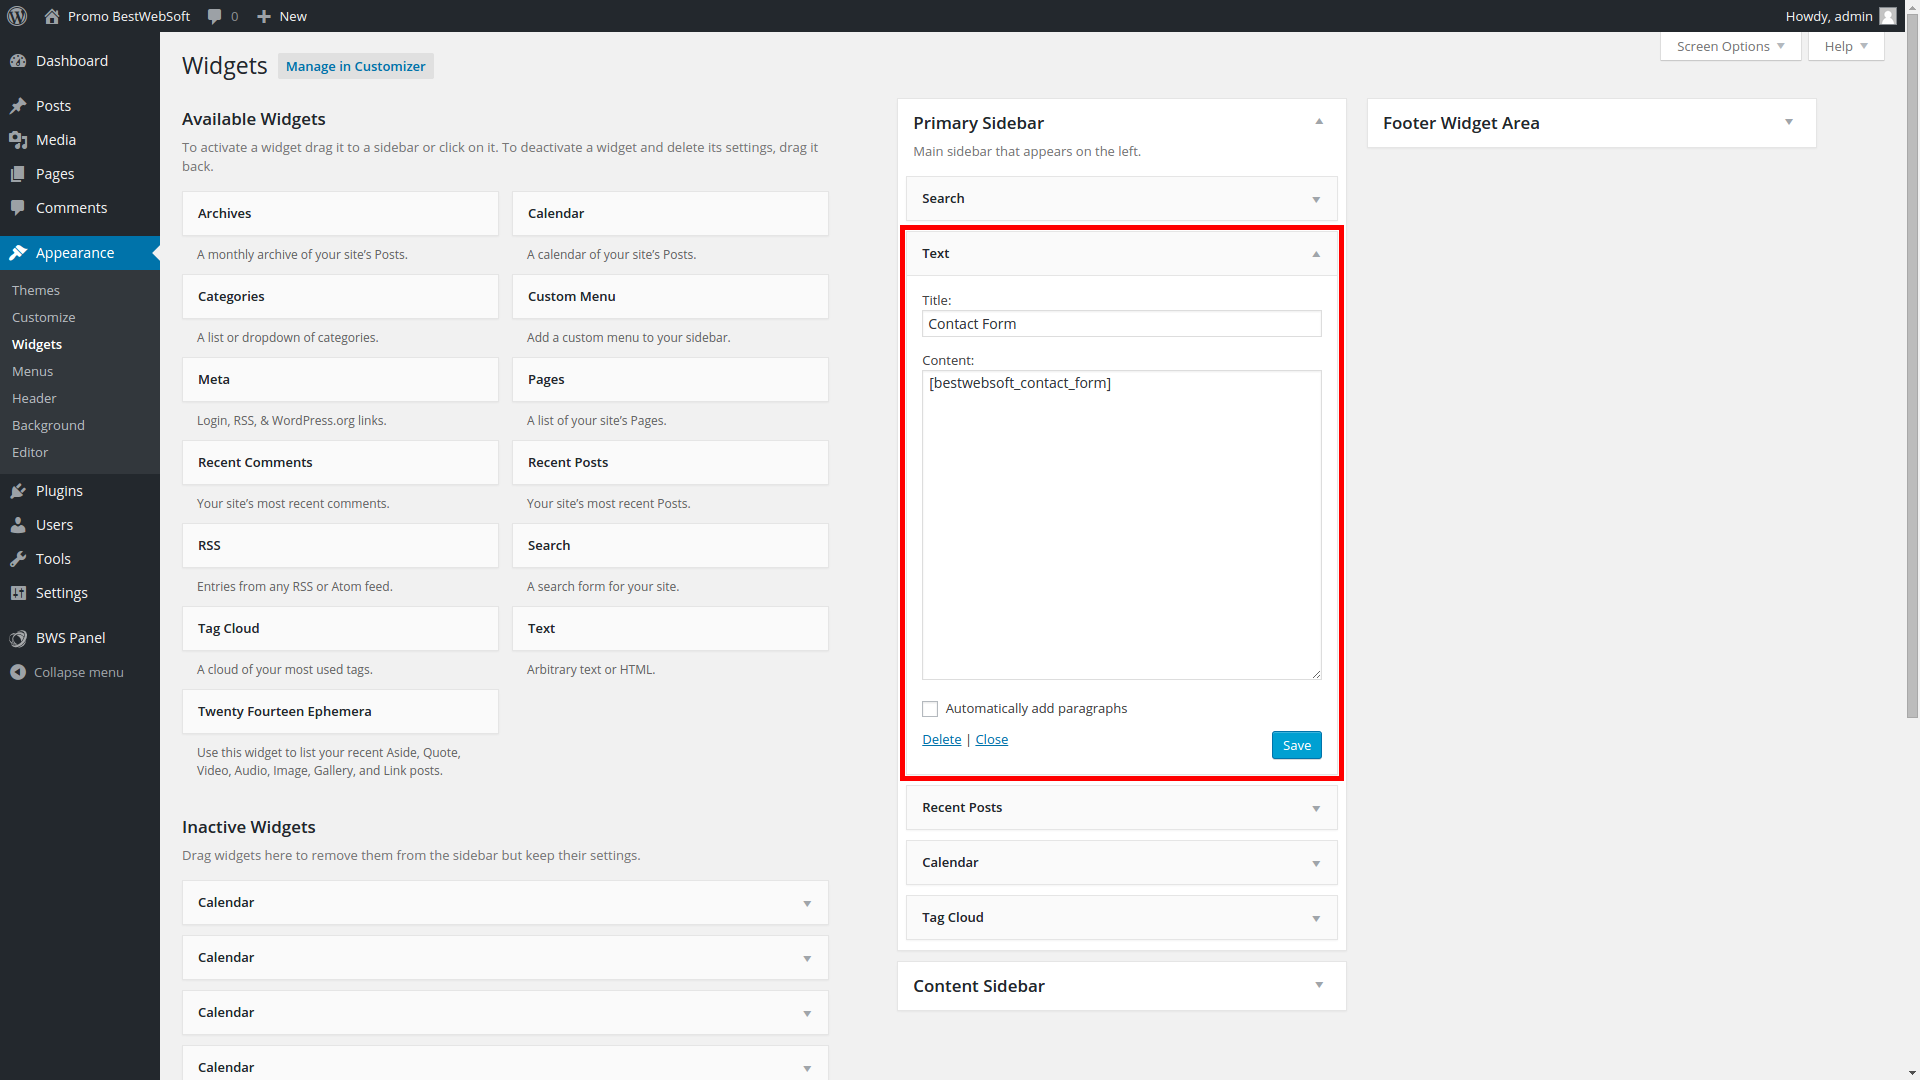 Promo BestWebSoft
0
New
Howdy, admin
Dashboard
Posts
Media
Pages
Comments
Appearance
Themes
Customize
Widgets
Menus
Header
Background
Editor
Plugins
Users
Tools
Settings
BWS Panel
Collapse menu
Screen Options
Help
Widgets
Manage in Customizer
Available Widgets
To activate a widget drag it to a sidebar or click on it. To deactivate a widget and delete its settings, drag it
back.
Archives
A monthly archive of your site's Posts.
Calendar
A calendar of your site's Posts.
Categories
A list or dropdown of categories.
Custom Menu
Add a custom menu to your sidebar.
Meta
Login, RSS, & WordPress.org links.
Pages
A list of your site's Pages.
Recent Comments
Your site's most recent comments.
Recent Posts
Your site's most recent Posts.
RSS
Entries from any RSS or Atom feed.
Search
A search form for your site.
Tag Cloud
A cloud of your most used tags.
Text
Arbitrary text or HTML.
Twenty Fourteen Ephemera
Use this widget to list your recent Aside, Quote,
Video, Audio, Image, Gallery, and Link posts.
Inactive Widgets
Drag widgets here to remove them from the sidebar but keep their settings.
Calendar
Calendar
Calendar
Calendar
Primary Sidebar
Main sidebar that appears on the left.
Search
Text
Title:
Contact Form
Content:
[bestwebsoft_contact_form]
Automatically add paragraphs
Delete | Close
Save
Recent Posts
Calendar
Tag Cloud
Content Sidebar
Footer Widget Area